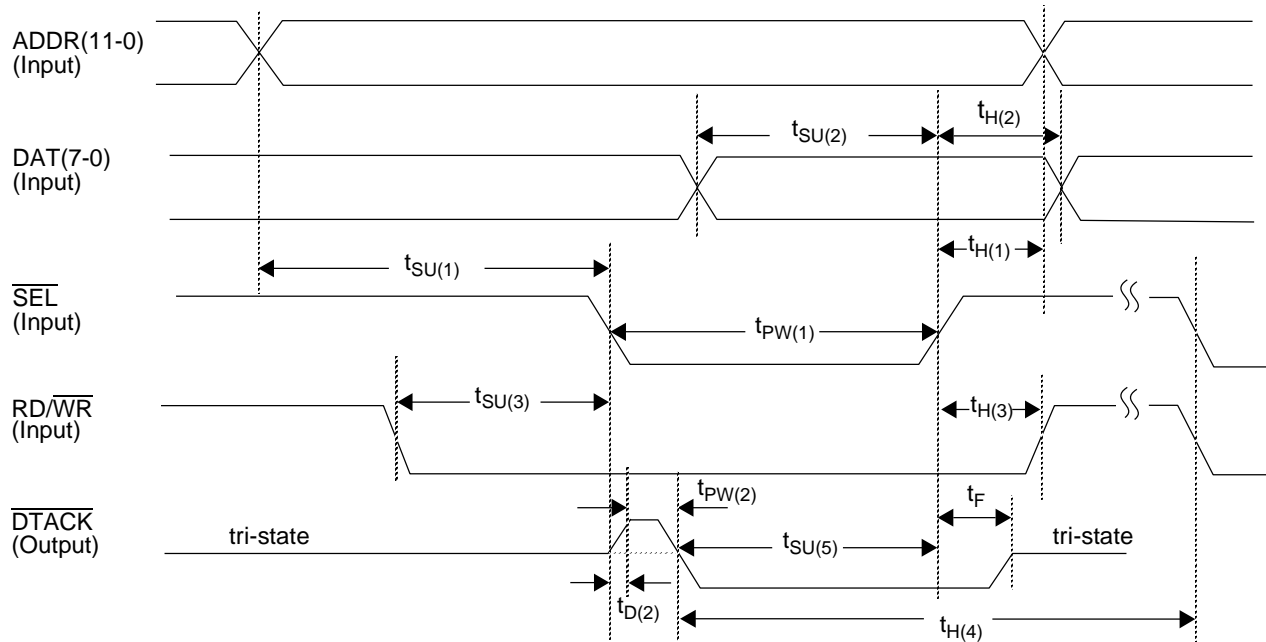 ADDR(11-0)
(Input)
tSU(2)
tH(2)
DAT(7-0)
(Input)
tH(1)
tSU(1)
SEL
(Input)
tPW(1)
tSU(3)
tH(3)
RD/WR
(Input)
tPW(2)
tF
DTACK
(Output)
tri-state
tri-state
tSU(5)
tD(2)
tH(4)